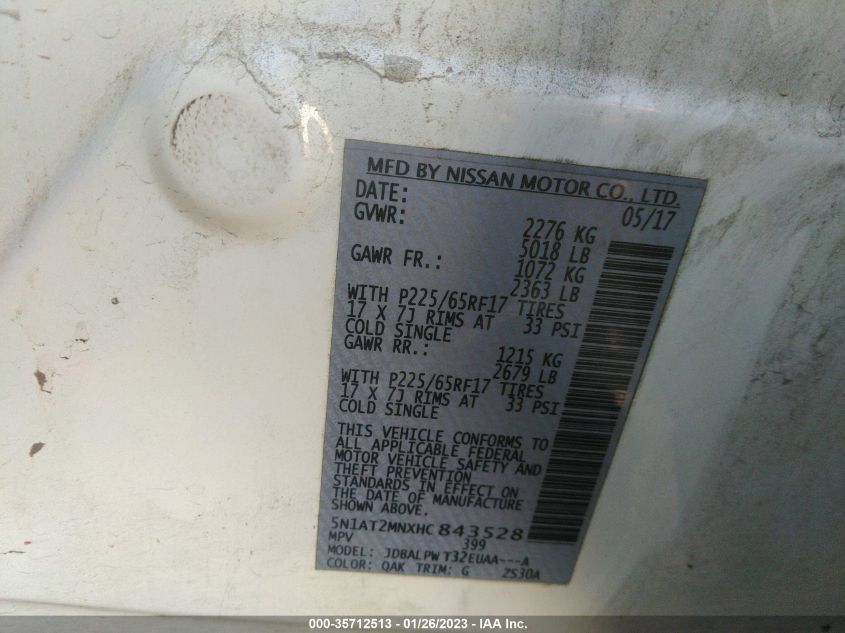 MFD BY NISSAN MOTOR CO., LTD.
DATE: 05/17
GVWR: 2276 KG
5018 LB
GAWR FR.: 1072 KG
2363 LB
WITH P225/65RF17 TIRES
17 X 7J RIMS AT 33 PSI
COLD SINGLE
GAWR RR.: 1215 KG
2679 LB
WITH P225/65RF17 TIRES
17 X 7J RIMS AT 33 PSI
COLD SINGLE
THIS VEHICLE CONFORMS TO
ALL APPLICABLE FEDERAL
MOTOR VEHICLE SAFETY AND
THEFT PREVENTION
STANDARDS IN EFFECT ON
THE DATE OF MANUFACTURE
SHOWN ABOVE.
5N1AT2MNXHC843528
MPV 399
MODEL: JDBALPWT32EUAA---A
COLOR: QAK TRIM: G 2S30A
000-35712513 - 01/26/2023 - IAA Inc.